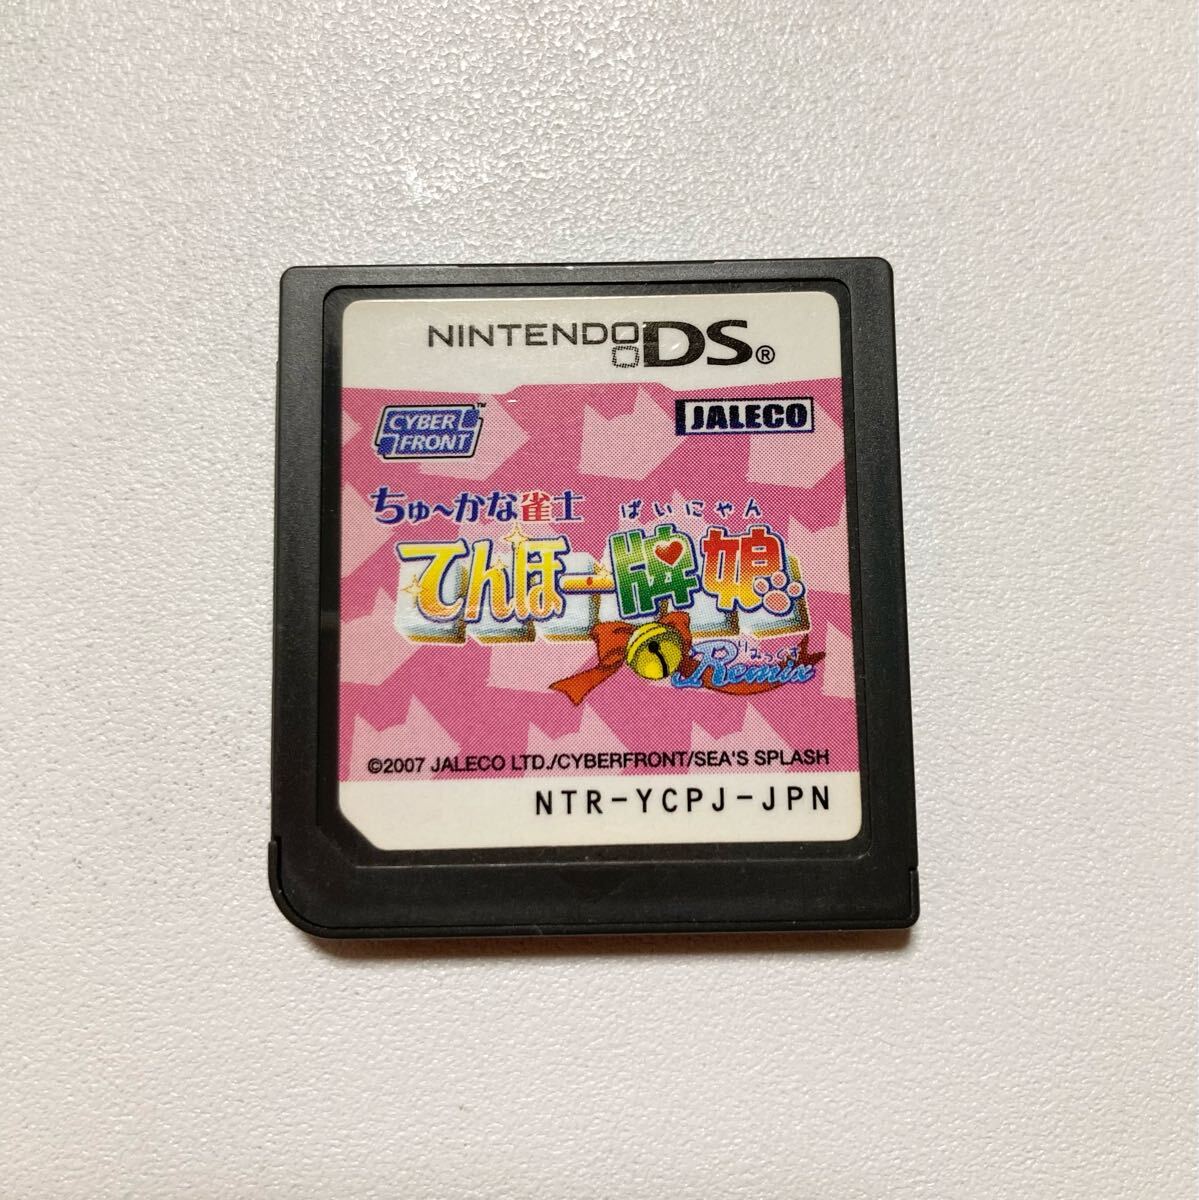 NINTENDO DS®
CYBER FRONT™
JALECO
ちゅ〜かな雀士
ぱいにゃん
てんほー牌娘
りみっくす
Remix
©2007 JALECO LTD./CYBERFRONT/SEA'S SPLASH
NTR-YCPJ-JPN